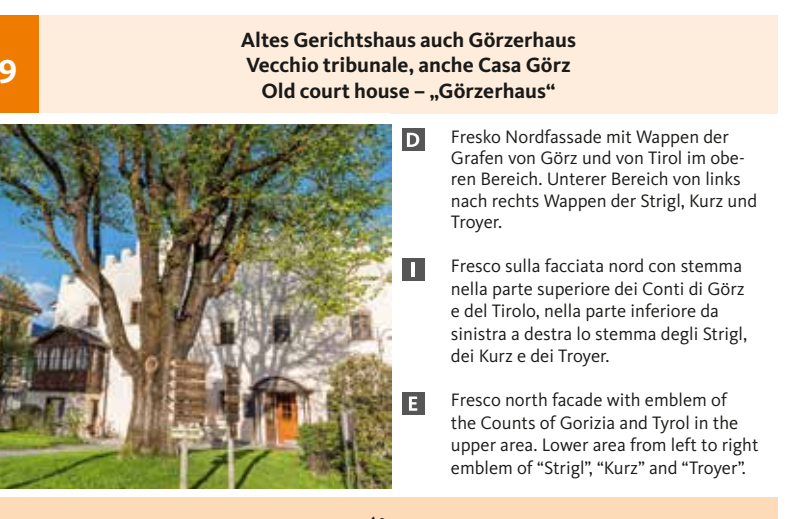 9
Altes Gerichtshaus auch Görzerhaus
Vecchio tribunale, anche Casa Görz
Old court house – „Görzerhaus“
D
Fresko Nordfassade mit Wappen der
Grafen von Görz und von Tirol im obe-
ren Bereich. Unterer Bereich von links
nach rechts Wappen der Strigl, Kurz und
Troyer.
I
Fresco sulla facciata nord con stemma
nella parte superiore dei Conti di Görz
e del Tirolo, nella parte inferiore da
sinistra a destra lo stemma degli Strigl,
dei Kurz e dei Troyer.
E
Fresco north facade with emblem of
the Counts of Gorizia and Tyrol in the
upper area. Lower area from left to right
emblem of “Strigl”, “Kurz” and “Troyer”.